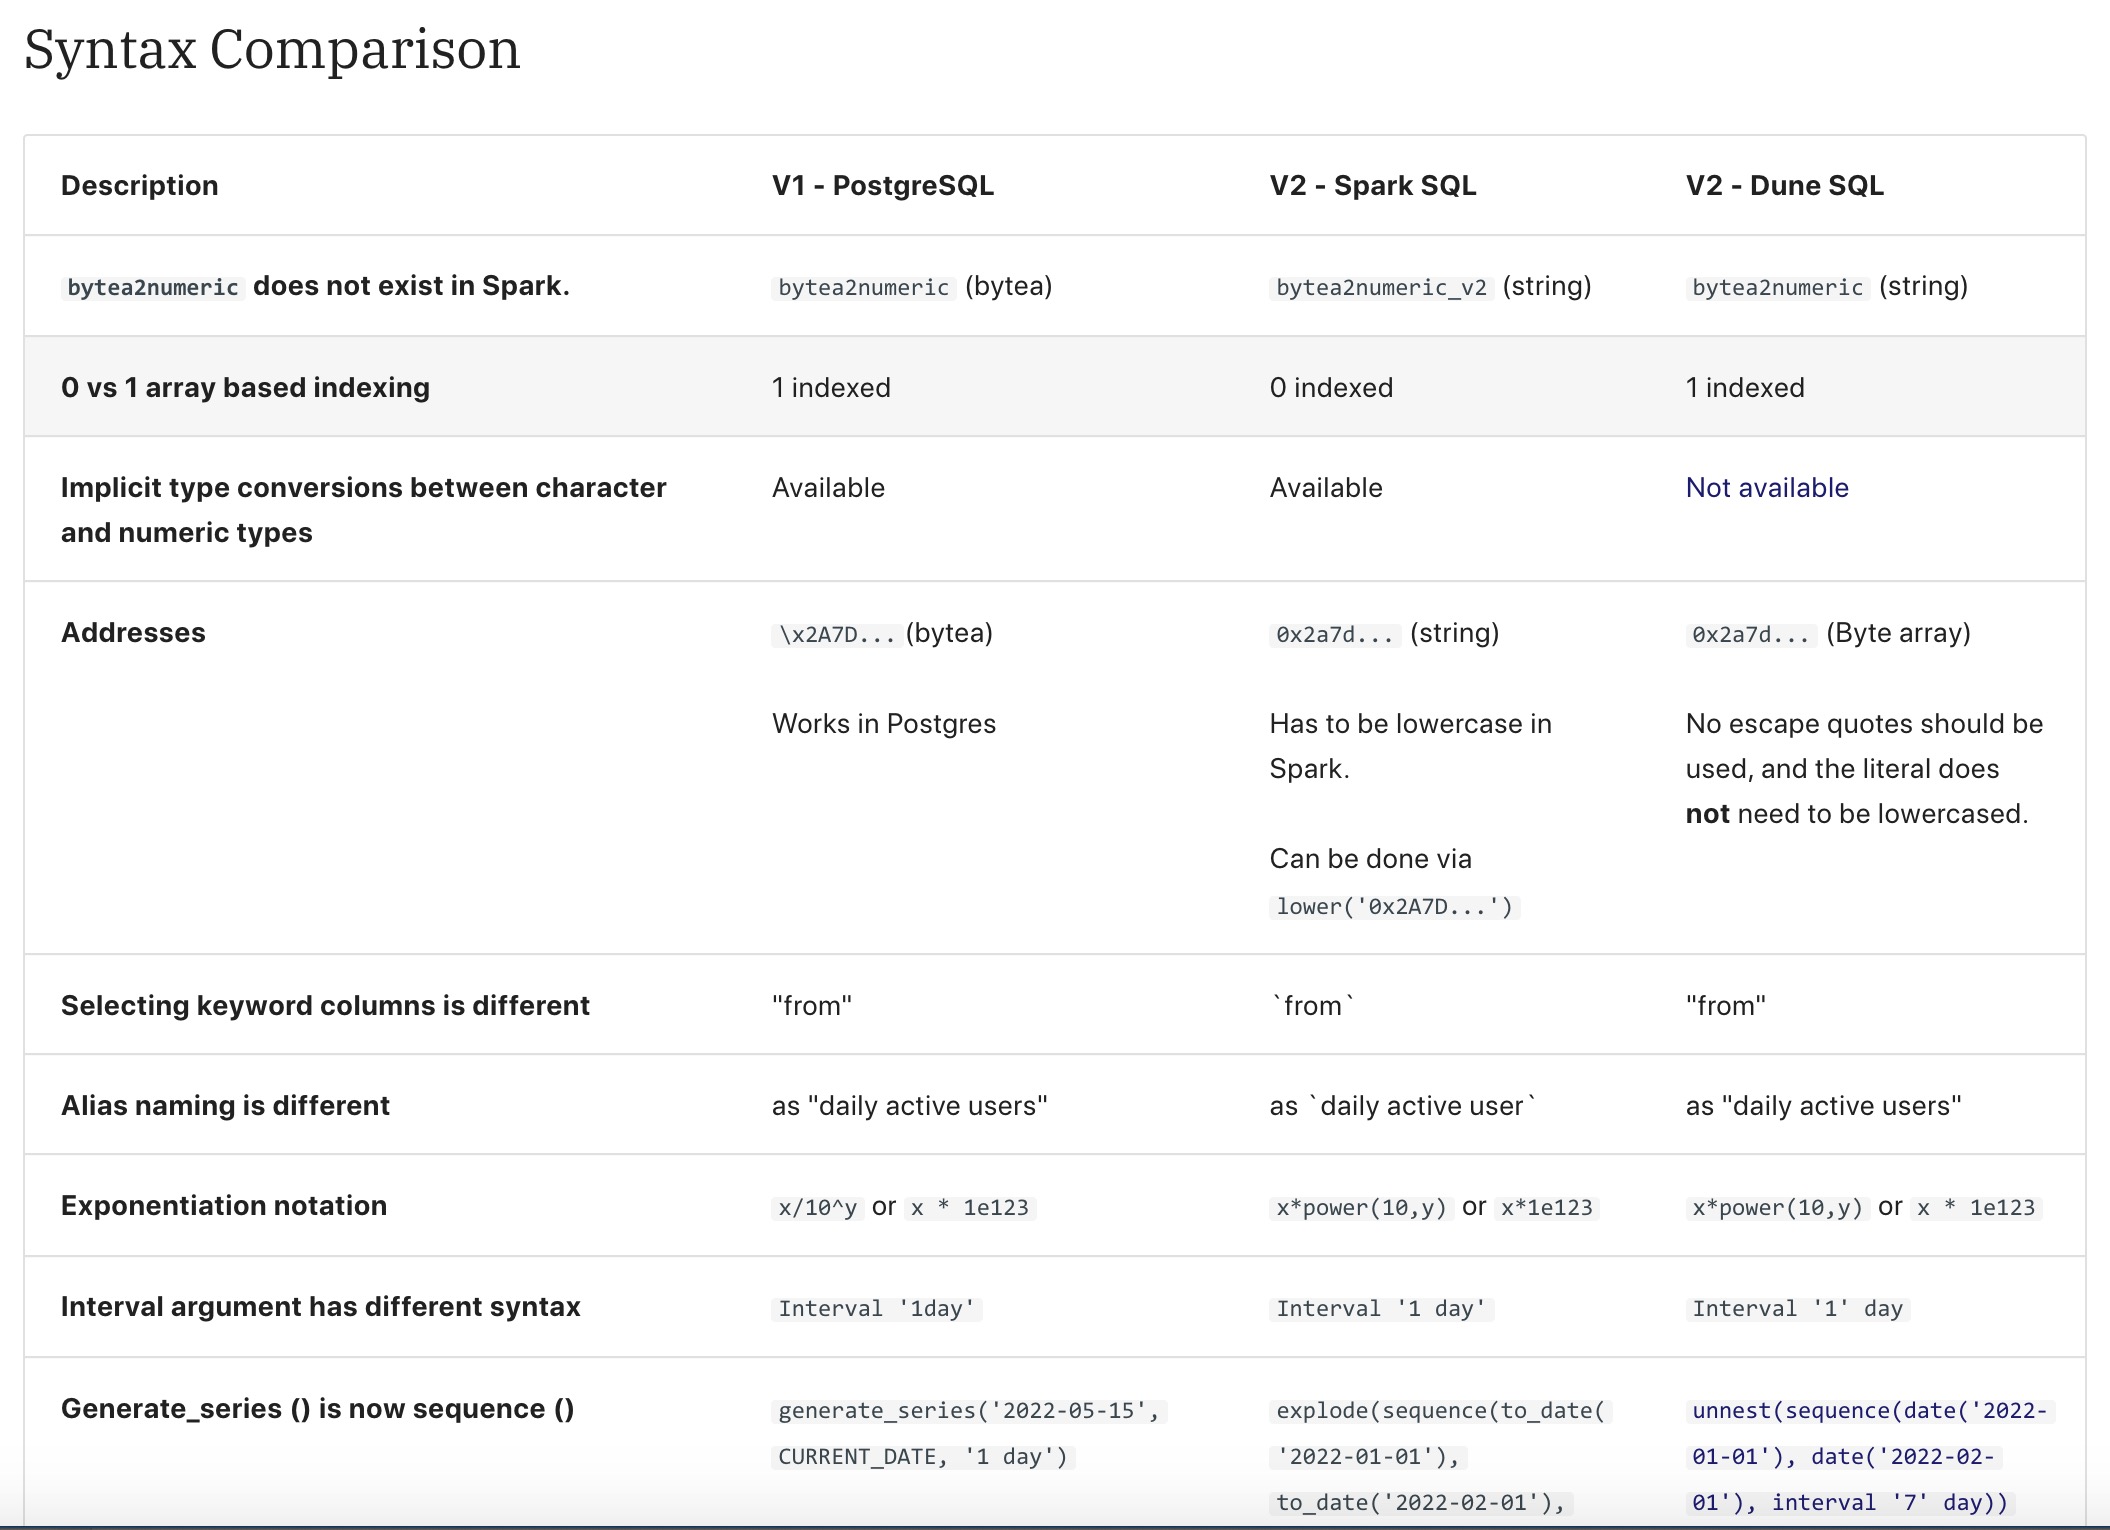 Syntax Comparison
Description V1 - PostgreSQL V2 - Spark SQL V2 - Dune SQL
bytea2numeric does not exist in Spark. bytea2numeric (bytea) bytea2numeric_v2 (string) bytea2numeric (string)
0 vs 1 array based indexing 1 indexed 0 indexed 1 indexed
Implicit type conversions between character Available Available Not available
and numeric types
Addresses \x2A7D... (bytea) 0x2a7d... (string) 0x2a7d... (Byte array)
Works in Postgres Has to be lowercase in No escape quotes should be
Spark. used, and the literal does
not need to be lowercased.
Can be done via
lower('0x2A7D...')
Selecting keyword columns is different "from" `from` "from"
Alias naming is different as "daily active users" as `daily active user` as "daily active users"
Exponentiation notation x/10^y or x * 1e123 x*power(10,y) or x*1e123 x*power(10,y) or x * 1e123
Interval argument has different syntax Interval '1day' Interval '1 day' Interval '1' day
Generate_series () is now sequence () generate_series('2022-05-15', explode(sequence(to_date( unnest(sequence(date('2022-
CURRENT_DATE, '1 day') '2022-01-01'), 01-01'), date('2022-02-
to_date('2022-02-01'), 01'), interval '7' day))